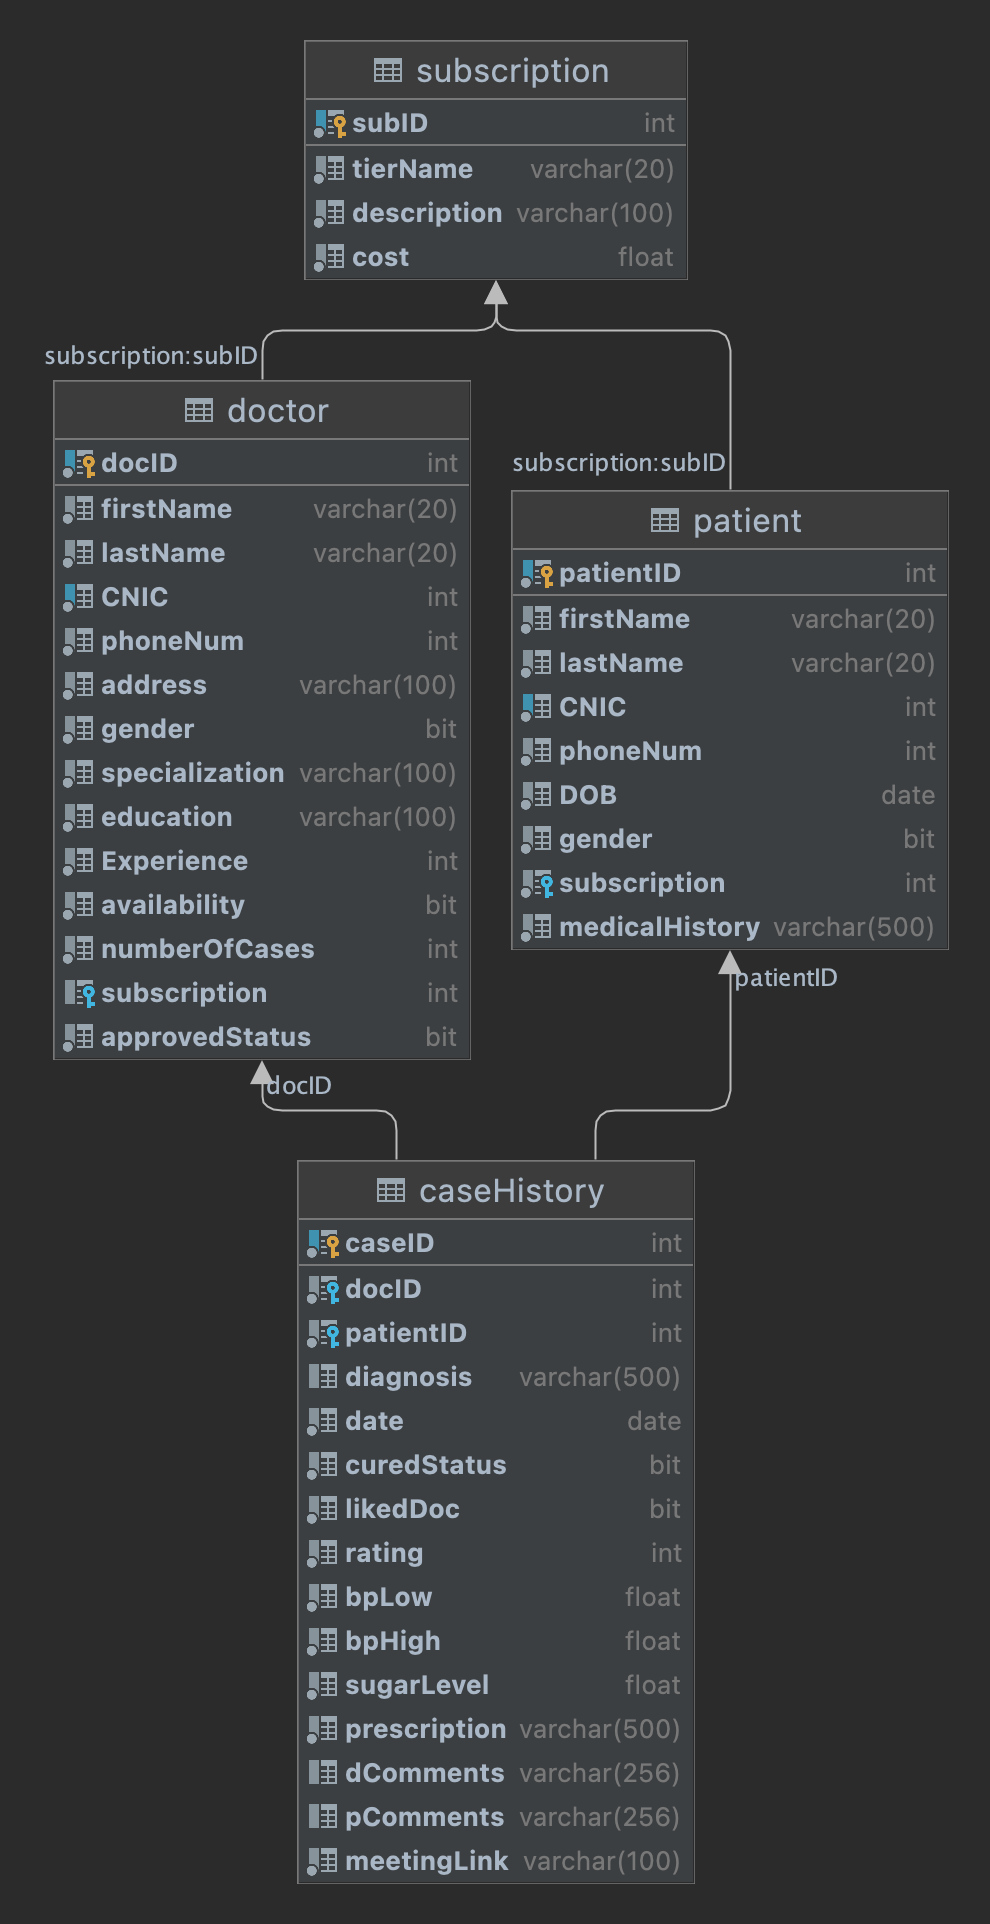 subscription
subID int
tierName varchar(20)
description varchar(100)
cost float
subscription:subID
doctor
docID int
firstName varchar(20)
lastName varchar(20)
CNIC int
phoneNum int
address varchar(100)
gender bit
specialization varchar(100)
education varchar(100)
Experience int
availability bit
numberOfCases int
subscription int
approvedStatus bit
subscription:subID
patient
patientID int
firstName varchar(20)
lastName varchar(20)
CNIC int
phoneNum int
DOB date
gender bit
subscription int
medicalHistory varchar(500)
patientID
docID
caseHistory
caseID int
docID int
patientID int
diagnosis varchar(500)
date date
curedStatus bit
likedDoc bit
rating int
bpLow float
bpHigh float
sugarLevel float
prescription varchar(500)
dComments varchar(256)
pComments varchar(256)
meetingLink varchar(100)